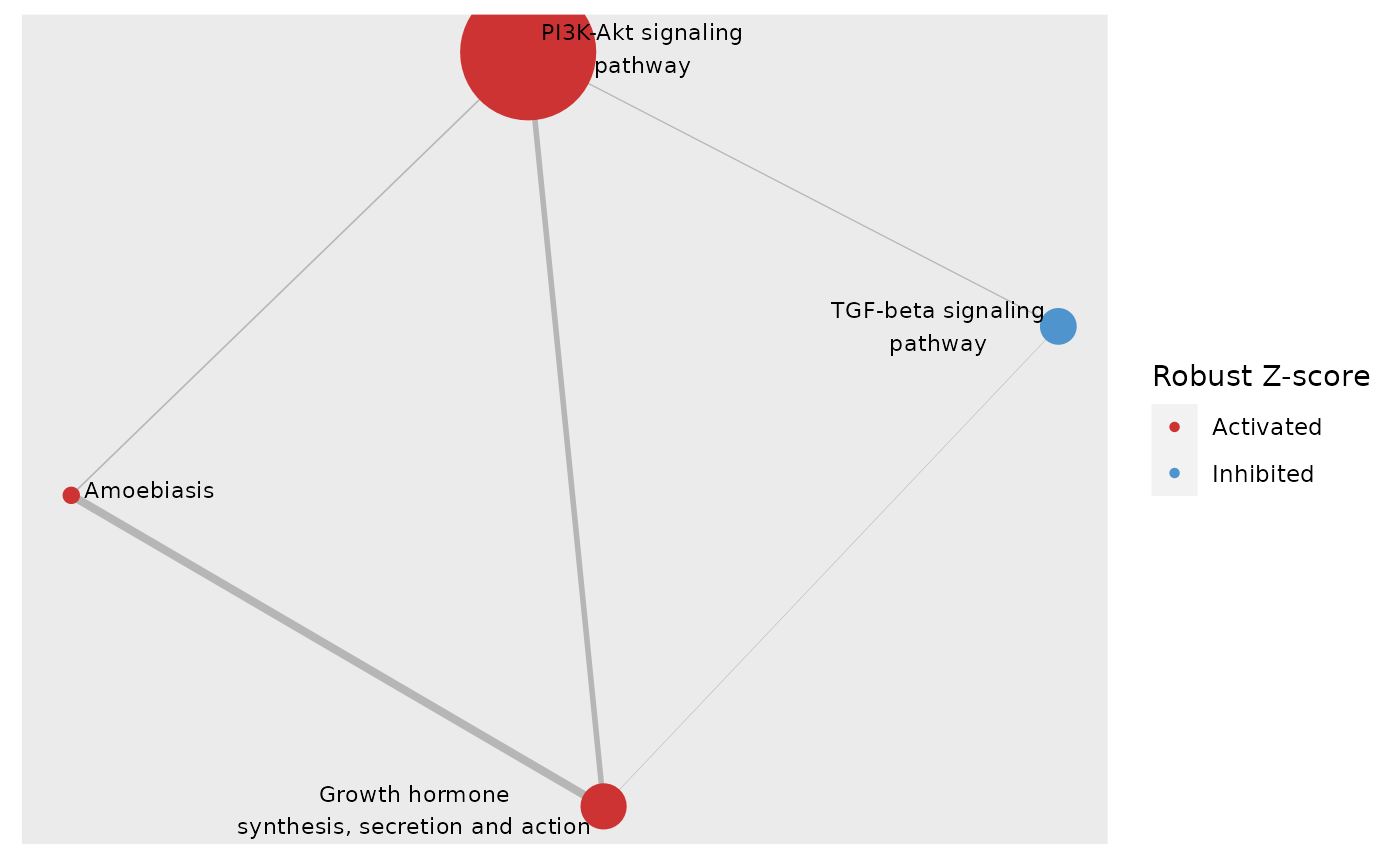 PI3K-Akt signaling
pathway
TGF-beta signaling
pathway
Robust Z-score
Activated
Inhibited
Amoebiasis
Growth hormone
synthesis, secretion and action